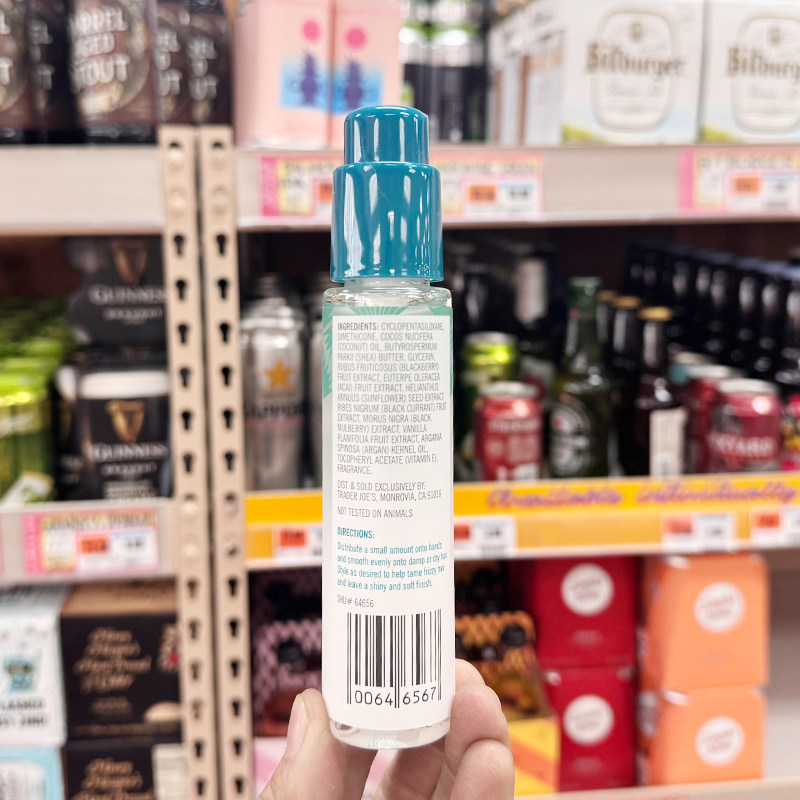 Bitburger
GUINNESS
GUINNESS
INGREDIENTS: CYCLOPENTASILOXANE,
DIMETHICONE, COCOS NUCIFERA
(COCONUT) OIL, BUTYROSPERMUM
PARKII (SHEA) BUTTER, GLYCERIN,
RUBUS FRUTICOSUS (BLACKBERRY)
FRUIT EXTRACT, EUTERPE OLERACEA
(ACAI) FRUIT EXTRACT, HELIANTHUS
ANNUUS (SUNFLOWER) SEED EXTRACT,
RIBES NIGRUM (BLACK CURRANT) FRUIT
EXTRACT, MORUS NIGRA (BLACK
MULBERRY) EXTRACT, VANILLA
PLANIFOLIA FRUIT EXTRACT, ARGANIA
SPINOSA (ARGAN) KERNEL OIL,
TOCOPHERYL ACETATE (VITAMIN E),
FRAGRANCE.
DIST. & SOLD EXCLUSIVELY BY:
TRADER JOE'S, MONROVIA, CA 91016
NOT TESTED ON ANIMALS
DIRECTIONS:
Distribute a small amount onto hands
and smooth evenly onto damp or dry hair.
Style as desired to help tame frizzy hair
and leave a shiny and soft finish.
SKU# 64656
0064 6567